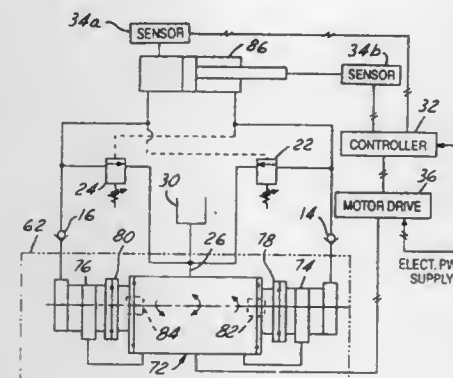 34a
SENSOR
86
34b
SENSOR
32
CONTROLLER
22
24
30
36
MOTOR DRIVE
16
14
62
80
26
78
ELECT. PW
SUPPLY
76
74
84
82
72